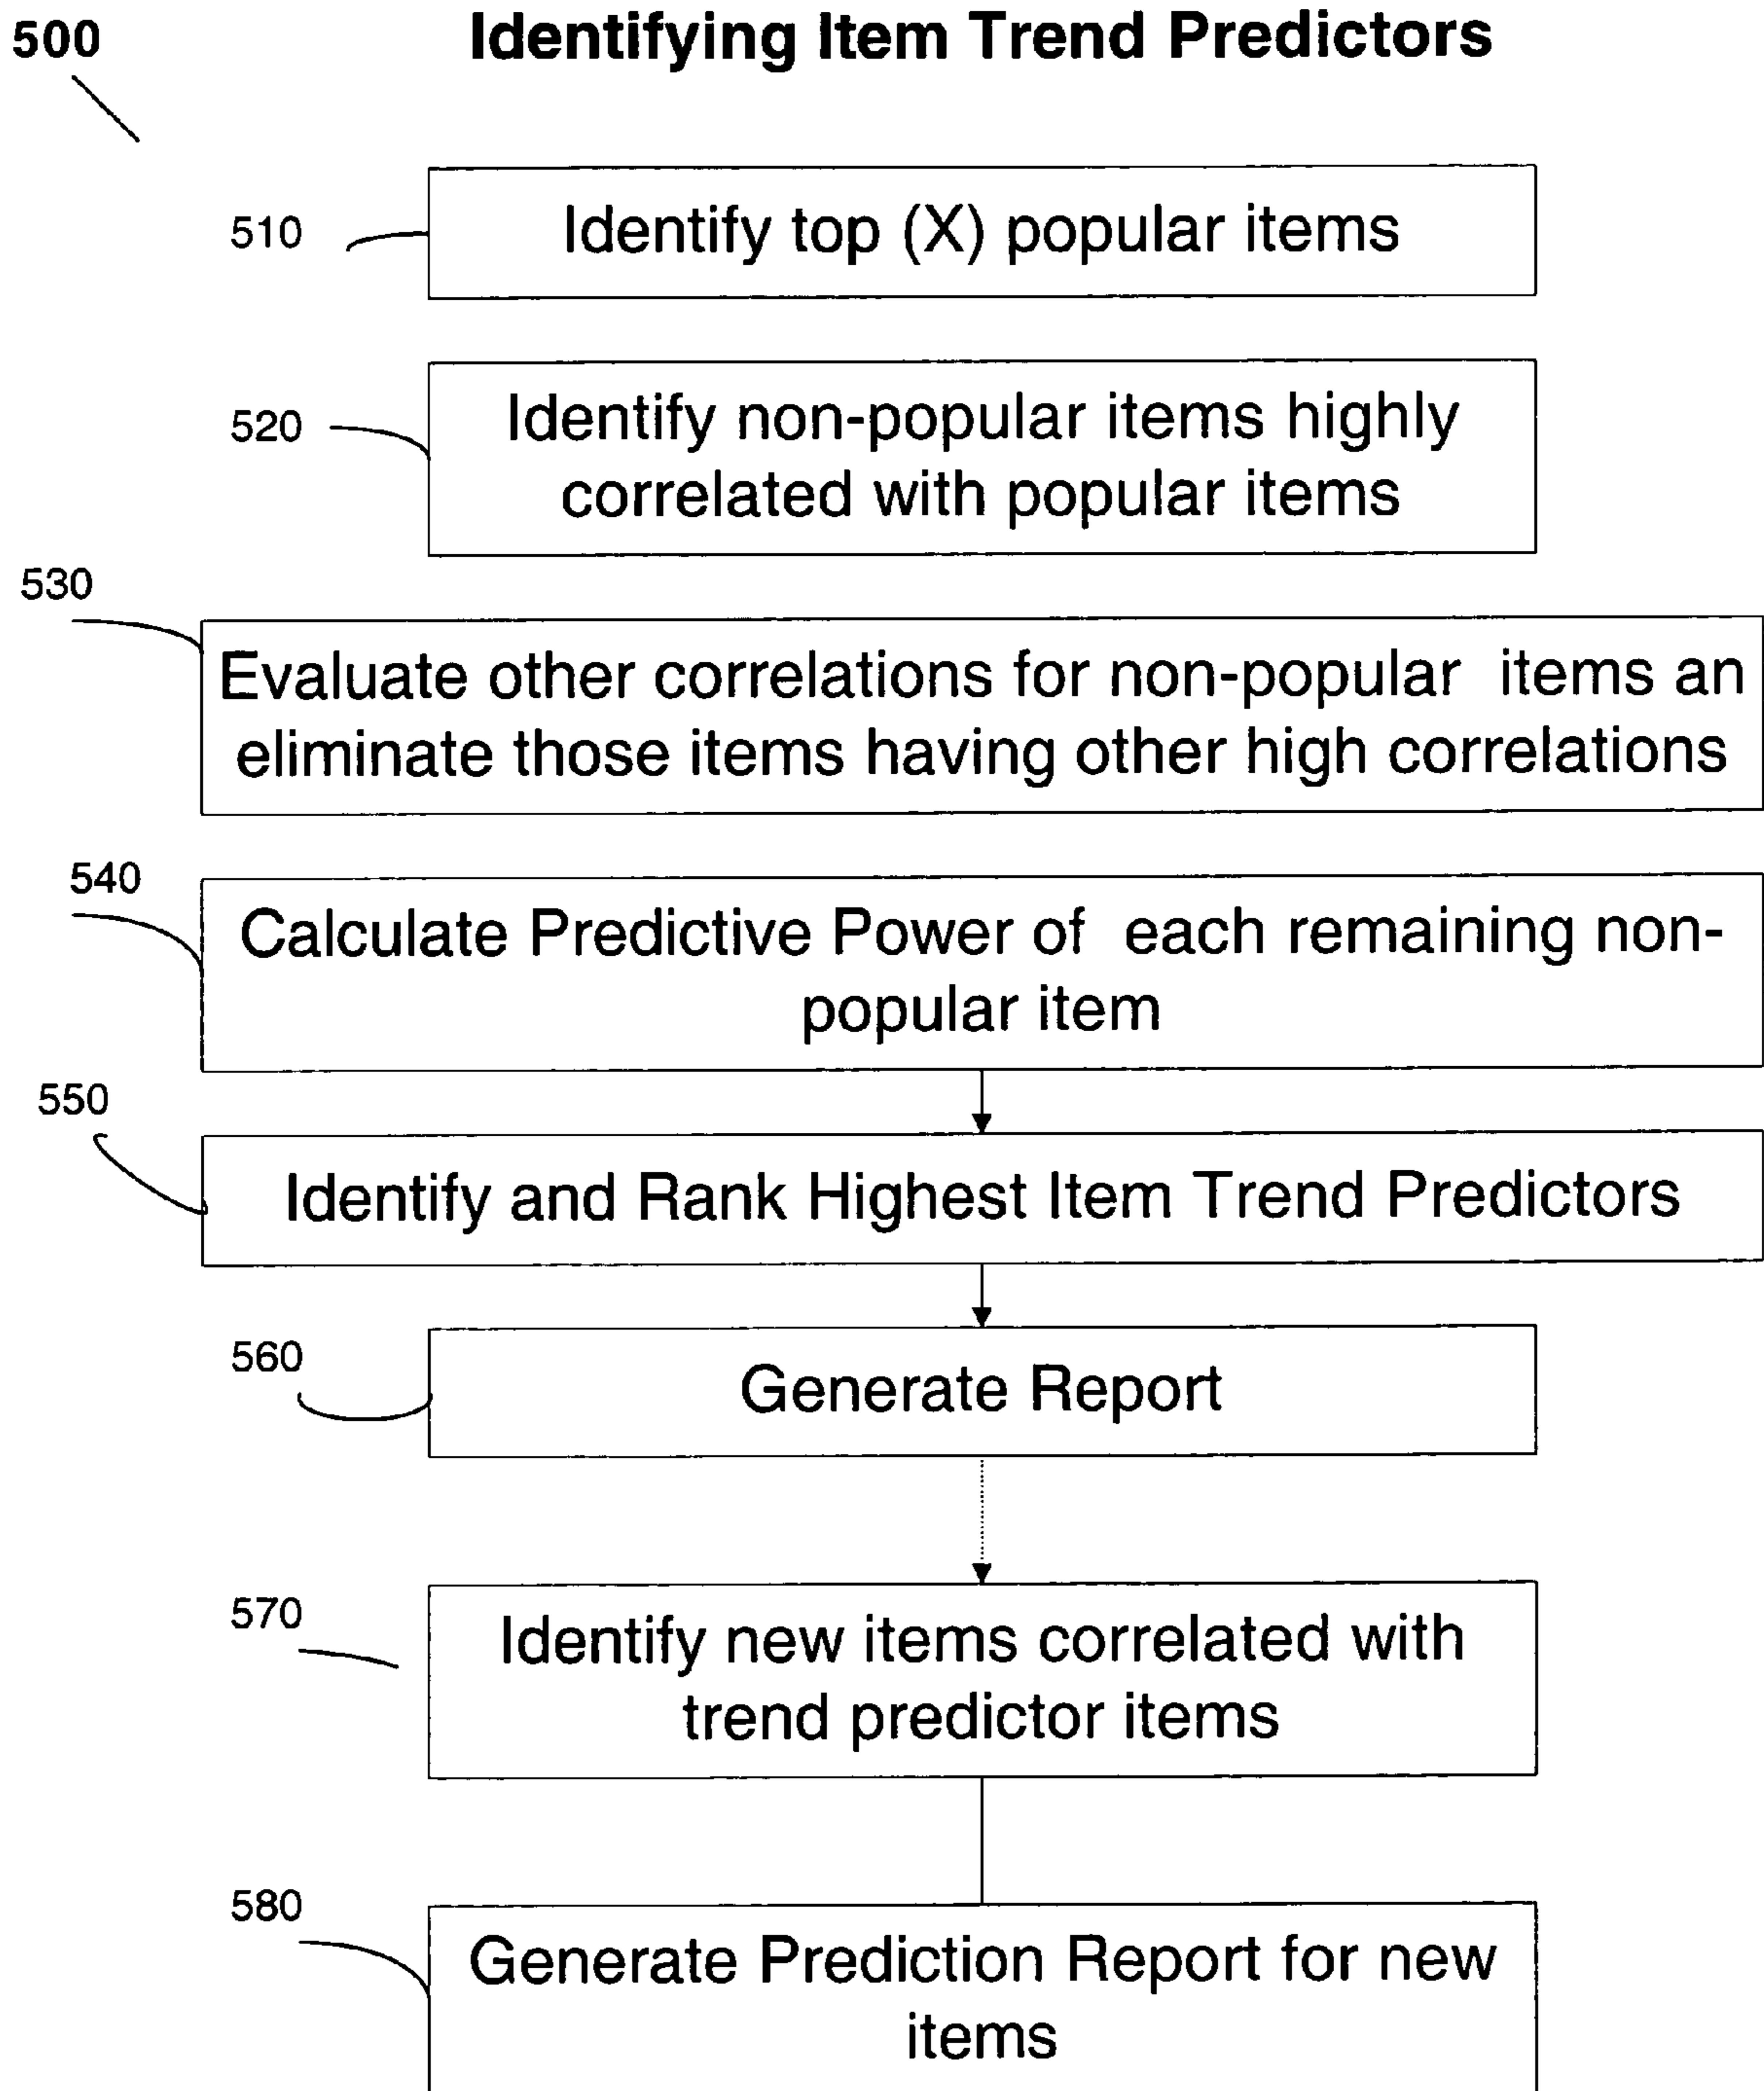 500
Identifying Item Trend Predictors
510
Identify top (X) popular items
520
Identify non-popular items highly
correlated with popular items
530
Evaluate other correlations for non-popular items an
eliminate those items having other high correlations
540
Calculate Predictive Power of each remaining non-
popular item
550
Identify and Rank Highest Item Trend Predictors
560
Generate Report
570
Identify new items correlated with
trend predictor items
580
Generate Prediction Report for new
items